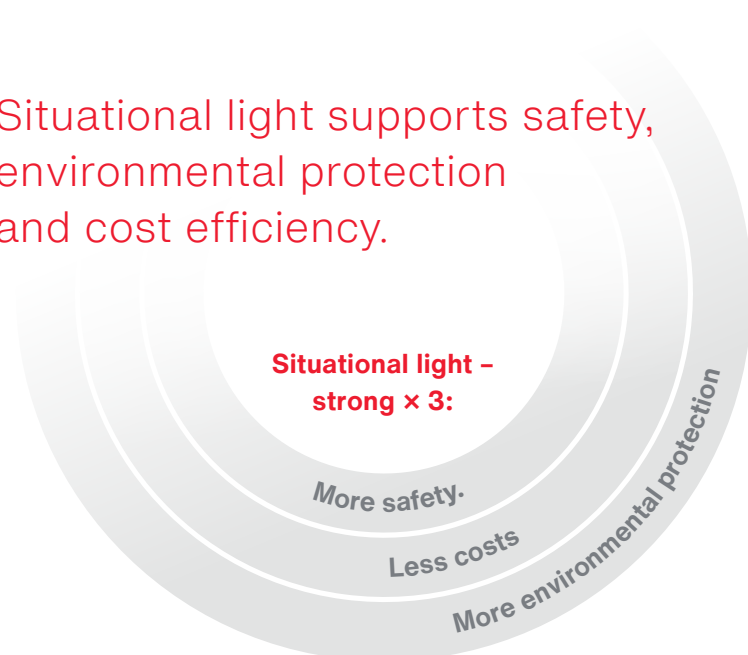 Situational light supports safety,
environmental protection
and cost efficiency.
Situational light –
strong × 3:
More safety.
Less costs
More environmental protection